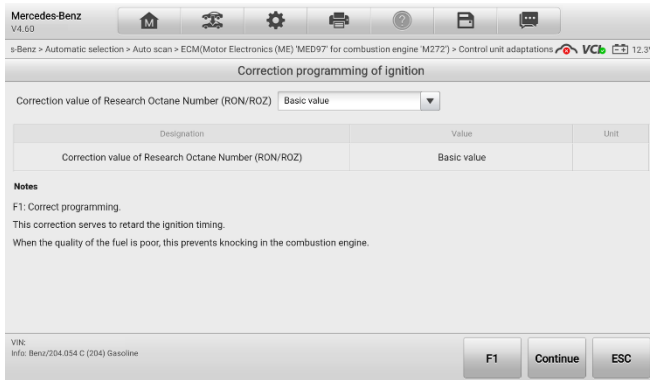 Mercedes-Benz
V4.60
M
?
s-Benz > Automatic selection > Auto scan > ECM(Motor Electronics (ME) 'MED97' for combustion engine 'M272') > Control unit adaptations
VCI
12.3V
Correction programming of ignition
Correction value of Research Octane Number (RON/ROZ) Basic value
Designation Value Unit
Correction value of Research Octane Number (RON/ROZ) Basic value
Notes
F1: Correct programming.
This correction serves to retard the ignition timing.
When the quality of the fuel is poor, this prevents knocking in the combustion engine.
VIN:
Info: Benz/204.054 C (204) Gasoline
F1 Continue ESC